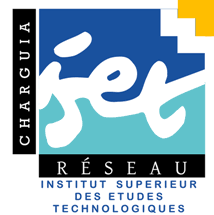 CHARGUIA
iset
RÉSEAU
INSTITUT SUPERIEUR
DES ETUDES
TECHNOLOGIQUES